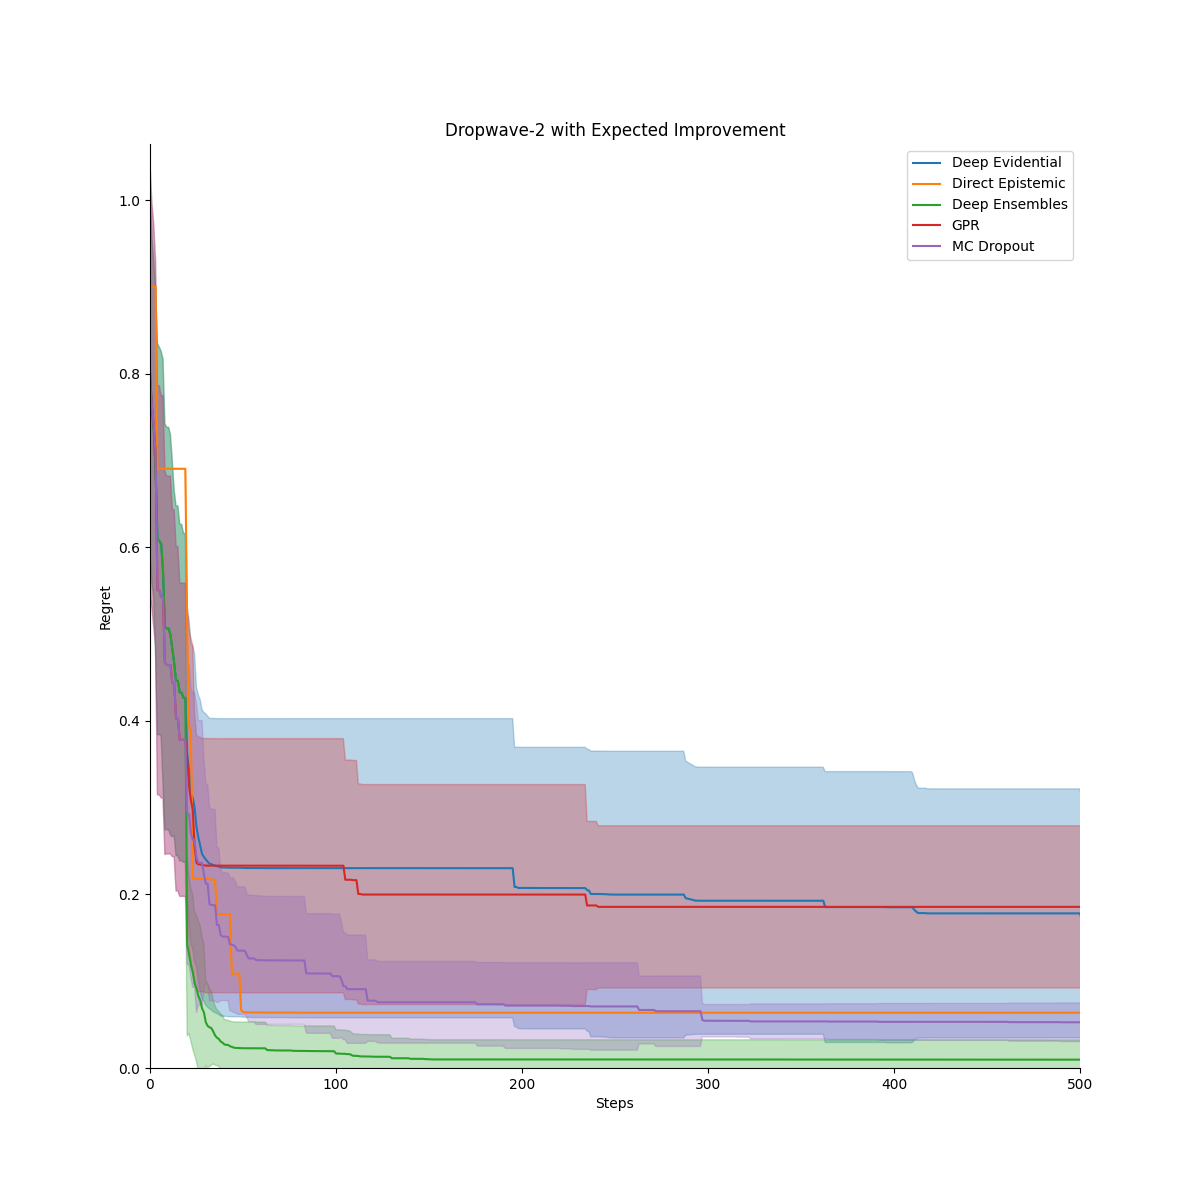 Dropwave-2 with Expected Improvement
Deep Evidential
Direct Epistemic
Deep Ensembles
GPR
MC Dropout
1.0
0.8
0.6
0.4
0.2
0.0
Regret
0 100 200 300 400 500
Steps